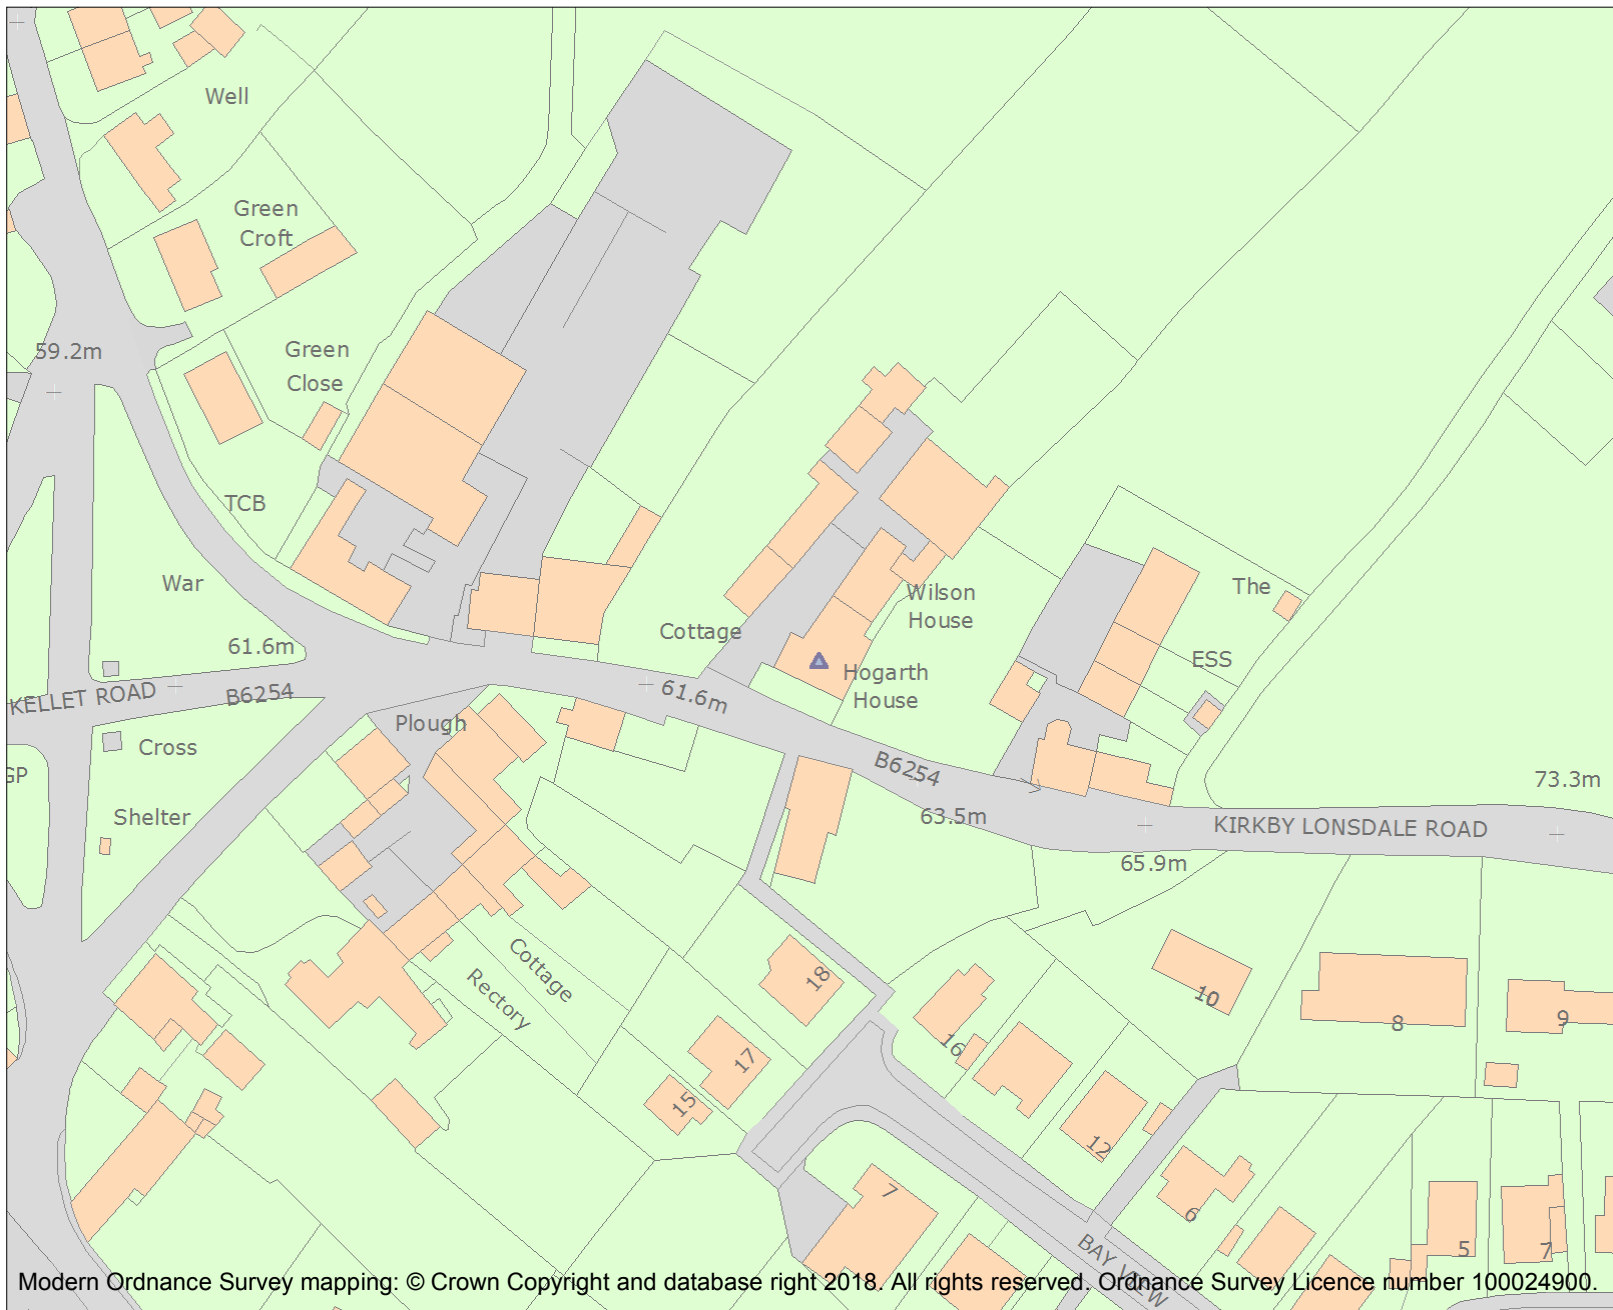 Well
Green
Croft
59.2m
Green
Close
TCB
War
Wilson
House
The
Cottage
61.6m
ESS
Hogarth
House
KELLET ROAD
B6254
61.6m
Plough
Cross
GP
B6254
73.3m
Shelter
63.5m
KIRKBY LONSDALE ROAD
65.9m
Cottage
Rectory
18
10
8
9
16
17
15
12
7
6
5
7
BAY VIEW
Modern Ordnance Survey mapping: © Crown Copyright and database right 2018. All rights reserved. Ordnance Survey Licence number 100024900.